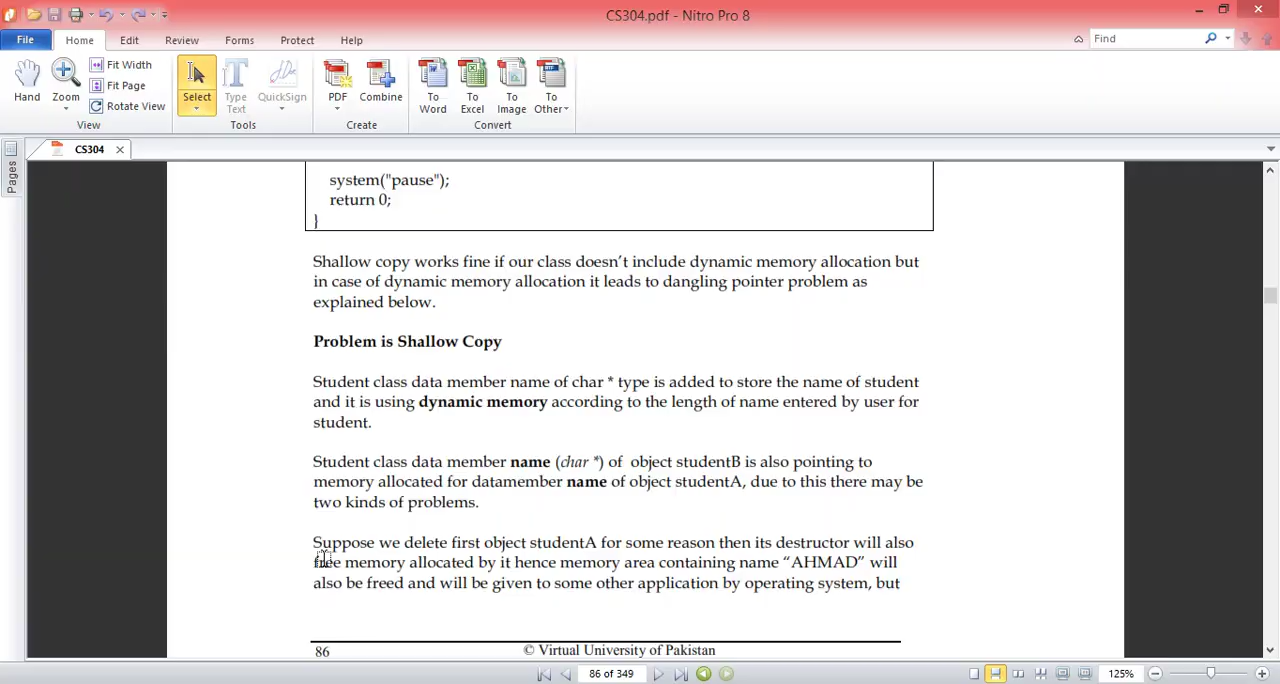 CS304.pdf - Nitro Pro 8
File Home Edit Review Forms Protect Help Find
Hand Zoom Fit Width Fit Page Rotate View Select Type Text QuickSign PDF Combine To Word To Excel To Image To Other
View Tools Create Convert
CS304
Pages
system("pause");
return 0;
}
Shallow copy works fine if our class doesn’t include dynamic memory allocation but
in case of dynamic memory allocation it leads to dangling pointer problem as
explained below.
Problem is Shallow Copy
Student class data member name of char * type is added to store the name of student
and it is using dynamic memory according to the length of name entered by user for
student.
Student class data member name (char *) of object studentB is also pointing to
memory allocated for datamember name of object studentA, due to this there may be
two kinds of problems.
Suppose we delete first object studentA for some reason then its destructor will also
free memory allocated by it hence memory area containing name “AHMAD” will
also be freed and will be given to some other application by operating system, but
86 © Virtual University of Pakistan
86 of 349 125%